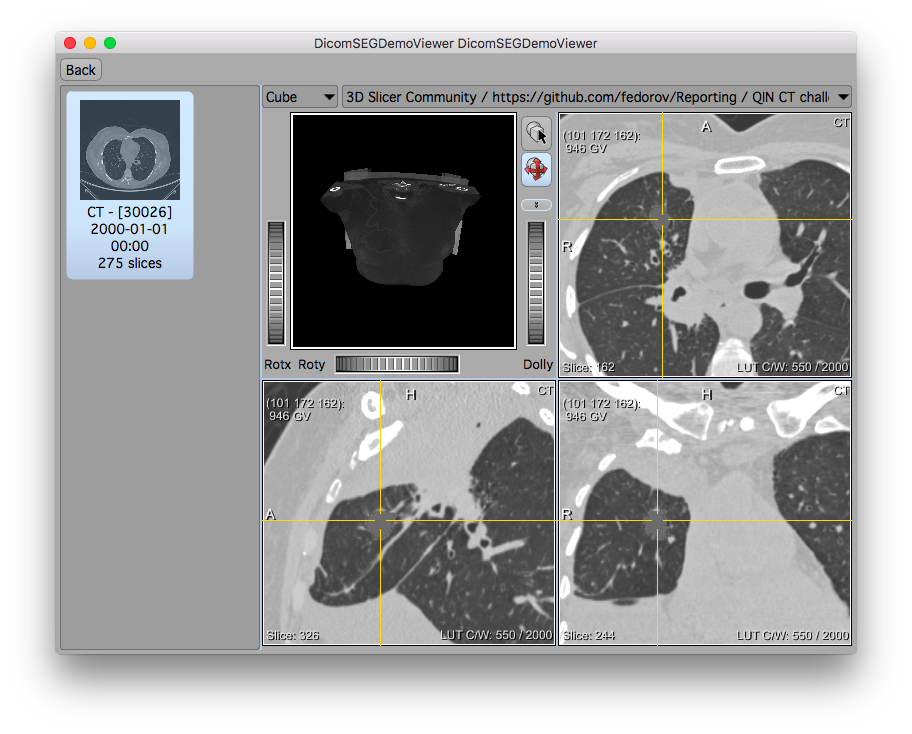 DicomSEGDemoViewer DicomSEGDemoViewer
Back
CT - [30026]
2000-01-01
00:00
275 slices
Cube
3D Slicer Community / https://github.com/fedorov/Reporting / QIN CT chall
Rotx Roty
Dolly
(101 172 162):
946 GV
A
CT
R
Slice: 162
LUT C/W: 550 / 2000
(101 172 162):
946 GV
H
CT
A
Slice: 326
LUT C/W: 550 / 2000
(101 172 162):
946 GV
H
CT
R
Slice: 244
LUT C/W: 550 / 2000